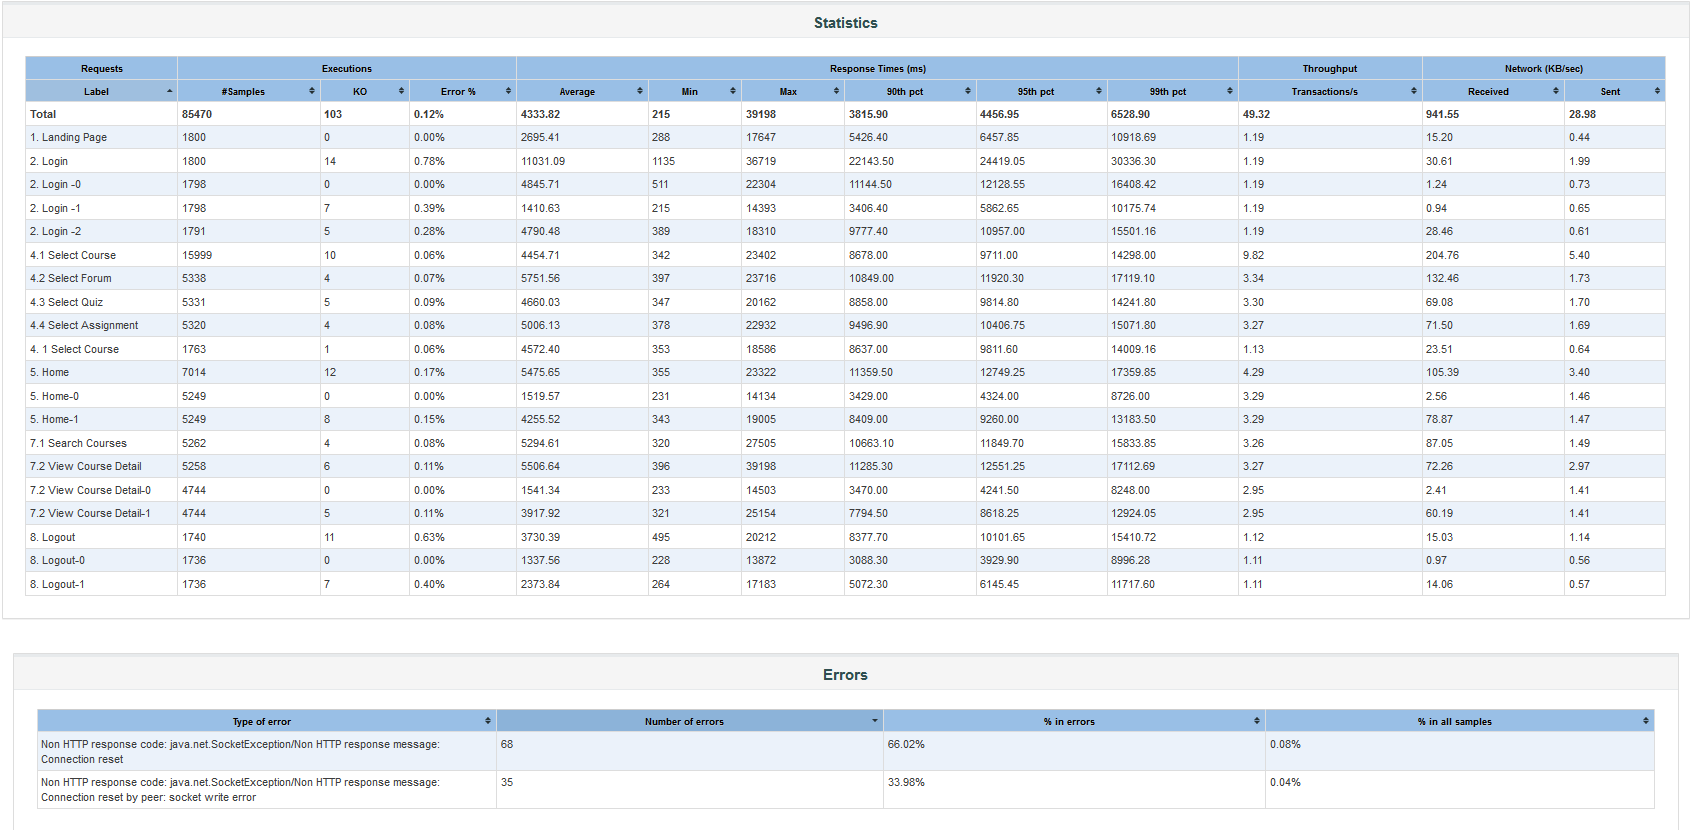 Statistics
Requests Executions Response Times (ms) Throughput Network (KB/sec)
Label #Samples KO Error % Average Min Max 90th pct 95th pct 99th pct Transactions/s Received Sent
Total 85470 103 0.12% 4333.82 215 39198 3815.90 4456.95 6528.90 49.32 941.55 28.98
1. Landing Page 1800 0 0.00% 2695.41 288 17647 5426.40 6457.85 10918.69 1.19 15.20 0.44
2. Login 1800 14 0.78% 11031.09 1135 36719 22143.50 24419.05 30336.30 1.19 30.61 1.99
2. Login -0 1798 0 0.00% 4845.71 511 22304 11144.50 12128.55 16408.42 1.19 1.24 0.73
2. Login -1 1798 7 0.39% 1410.63 215 14393 3406.40 5862.65 10175.74 1.19 0.94 0.65
2. Login -2 1791 5 0.28% 4790.48 389 18310 9777.40 10957.00 15501.16 1.19 28.46 0.61
4.1 Select Course 15999 10 0.06% 4454.71 342 23402 8678.00 9711.00 14298.00 9.82 204.76 5.40
4.2 Select Forum 5338 4 0.07% 5751.56 397 23716 10849.00 11920.30 17119.10 3.34 132.46 1.73
4.3 Select Quiz 5331 5 0.09% 4660.03 347 20162 8858.00 9814.80 14241.80 3.30 69.08 1.70
4.4 Select Assignment 5320 4 0.08% 5006.13 378 22932 9496.90 10406.75 15071.80 3.27 71.50 1.69
4. 1 Select Course 1763 1 0.06% 4572.40 353 18586 8637.00 9811.60 14009.16 1.13 23.51 0.64
5. Home 7014 12 0.17% 5475.65 355 23322 11359.50 12749.25 17359.85 4.29 105.39 3.40
5. Home-0 5249 0 0.00% 1519.57 231 14134 3429.00 4324.00 8726.00 3.29 2.56 1.46
5. Home-1 5249 8 0.15% 4255.52 343 19005 8409.00 9260.00 13183.50 3.29 78.87 1.47
7.1 Search Courses 5262 4 0.08% 5294.61 320 27505 10663.10 11849.70 15833.85 3.26 87.05 1.49
7.2 View Course Detail 5258 6 0.11% 5506.64 396 39198 11285.30 12551.25 17112.69 3.27 72.26 2.97
7.2 View Course Detail-0 4744 0 0.00% 1541.34 233 14503 3470.00 4241.50 8248.00 2.95 2.41 1.41
7.2 View Course Detail-1 4744 5 0.11% 3917.92 321 25154 7794.50 8618.25 12924.05 2.95 60.19 1.41
8. Logout 1740 11 0.63% 3730.39 495 20212 8377.70 10101.65 15410.72 1.12 15.03 1.14
8. Logout-0 1736 0 0.00% 1337.56 228 13872 3088.30 3929.90 8996.28 1.11 0.97 0.56
8. Logout-1 1736 7 0.40% 2373.84 264 17183 5072.30 6145.45 11717.60 1.11 14.06 0.57
Errors
Type of error Number of errors % in errors % in all samples
Non HTTP response code: java.net.SocketException/Non HTTP response message: 68 66.02% 0.08%
Connection reset
Non HTTP response code: java.net.SocketException/Non HTTP response message: 35 33.98% 0.04%
Connection reset by peer: socket write error